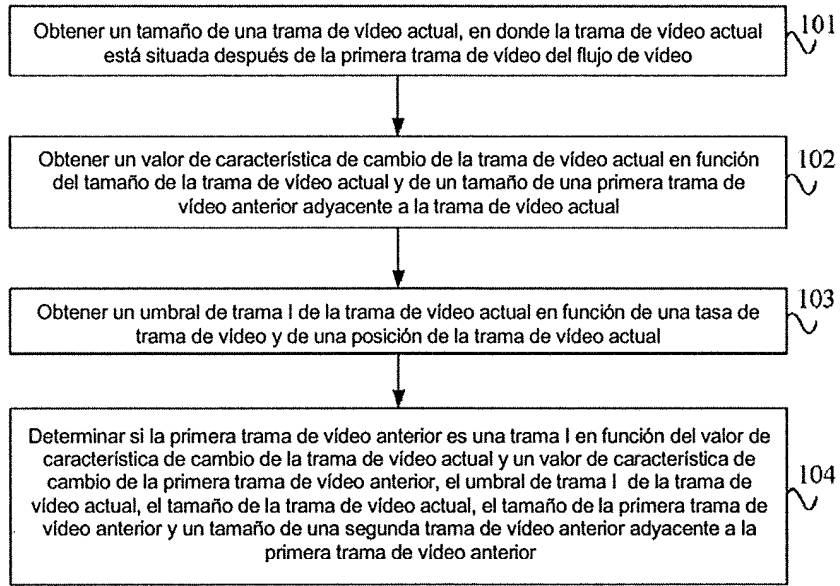 Obtener un tamaño de una trama de vídeo actual, en donde la trama de vídeo actual
está situada después de la primera trama de vídeo del flujo de vídeo
101
Obtener un valor de característica de cambio de la trama de vídeo actual en función
del tamaño de la trama de vídeo actual y de un tamaño de una primera trama de
vídeo anterior adyacente a la trama de vídeo actual
102
Obtener un umbral de trama I de la trama de vídeo actual en función de una tasa de
trama de vídeo y de una posición de la trama de vídeo actual
103
Determinar si la primera trama de vídeo anterior es una trama I en función del valor de
característica de cambio de la trama de vídeo actual y un valor de característica de
cambio de la primera trama de vídeo anterior, el umbral de trama I de la trama de
vídeo actual, el tamaño de la trama de vídeo actual, el tamaño de la primera trama de
vídeo anterior y un tamaño de una segunda trama de vídeo anterior adyacente a la
primera trama de vídeo anterior
104